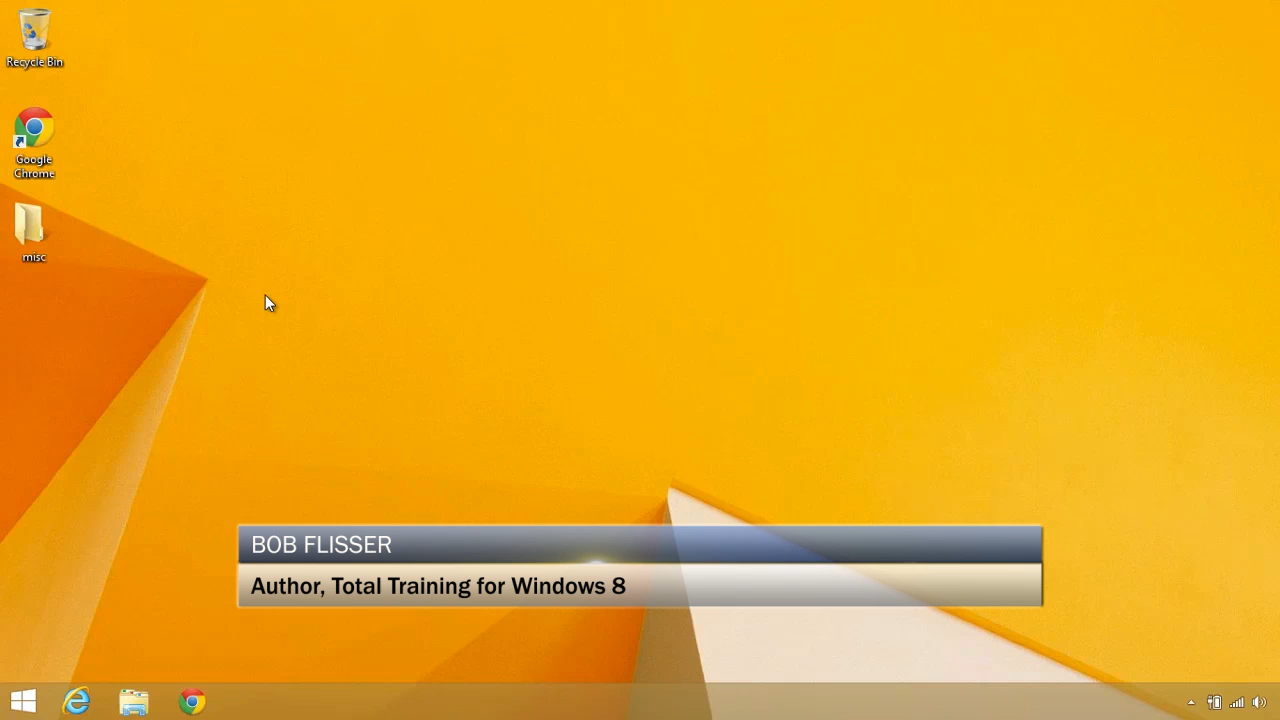 Recycle Bin
Google
Chrome
misc
BOB FLISSER
Author, Total Training for Windows 8